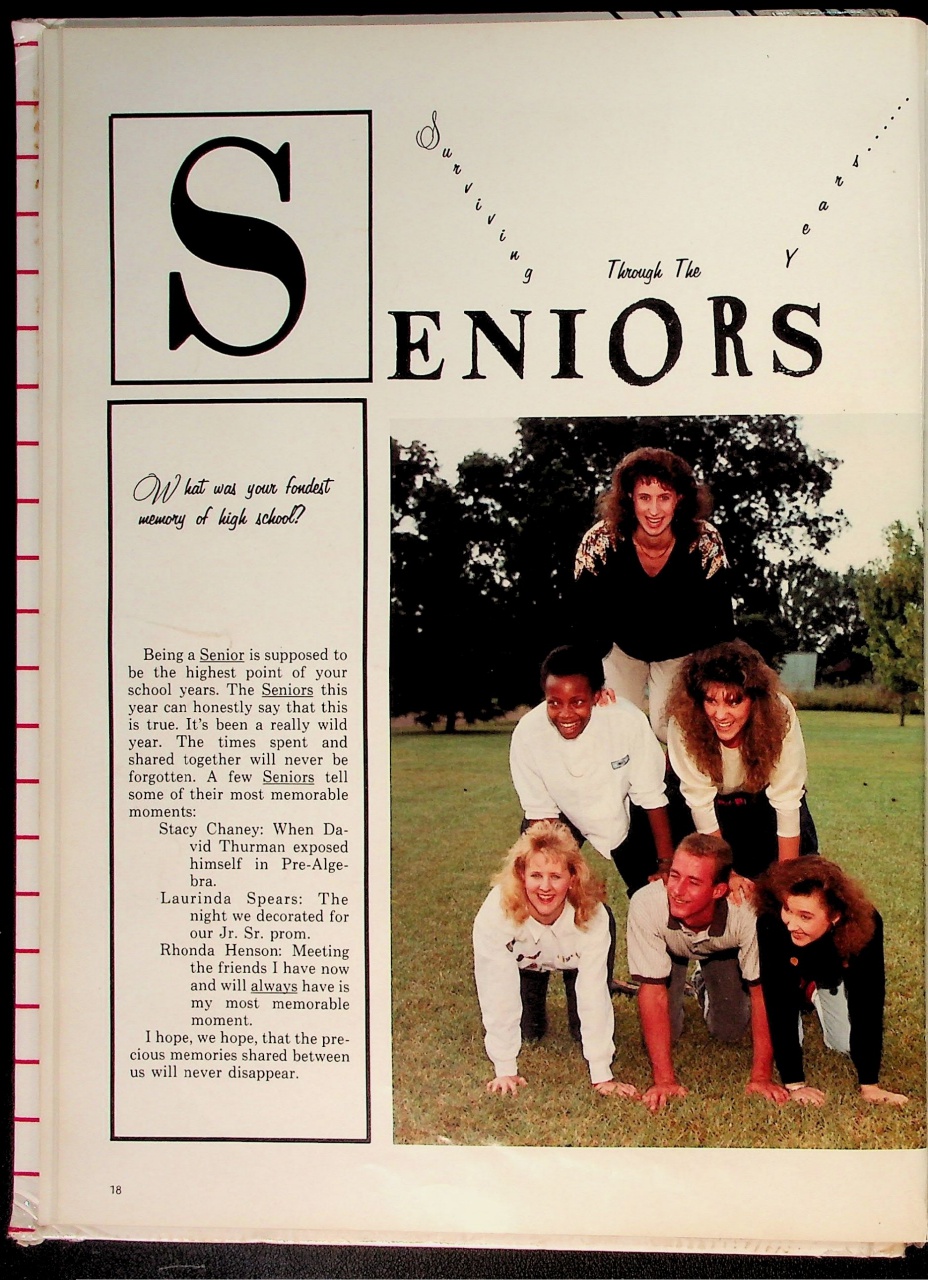 Surviving
Through The
Years......
SENIORS
What was your fondest
memory of high school?
Being a Senior is supposed to
be the highest point of your
school years. The Seniors this
year can honestly say that this
is true. It's been a really wild
year. The times spent and
shared together will never be
forgotten. A few Seniors tell
some of their most memorable
moments:
Stacy Chaney: When Da-
vid Thurman exposed
himself in Pre-Alge-
bra.
Laurinda Spears: The
night we decorated for
our Jr. Sr. prom.
Rhonda Henson: Meeting
the friends I have now
and will always have is
my most memorable
moment.
I hope, we hope, that the pre-
cious memories shared between
us will never disappear.
18